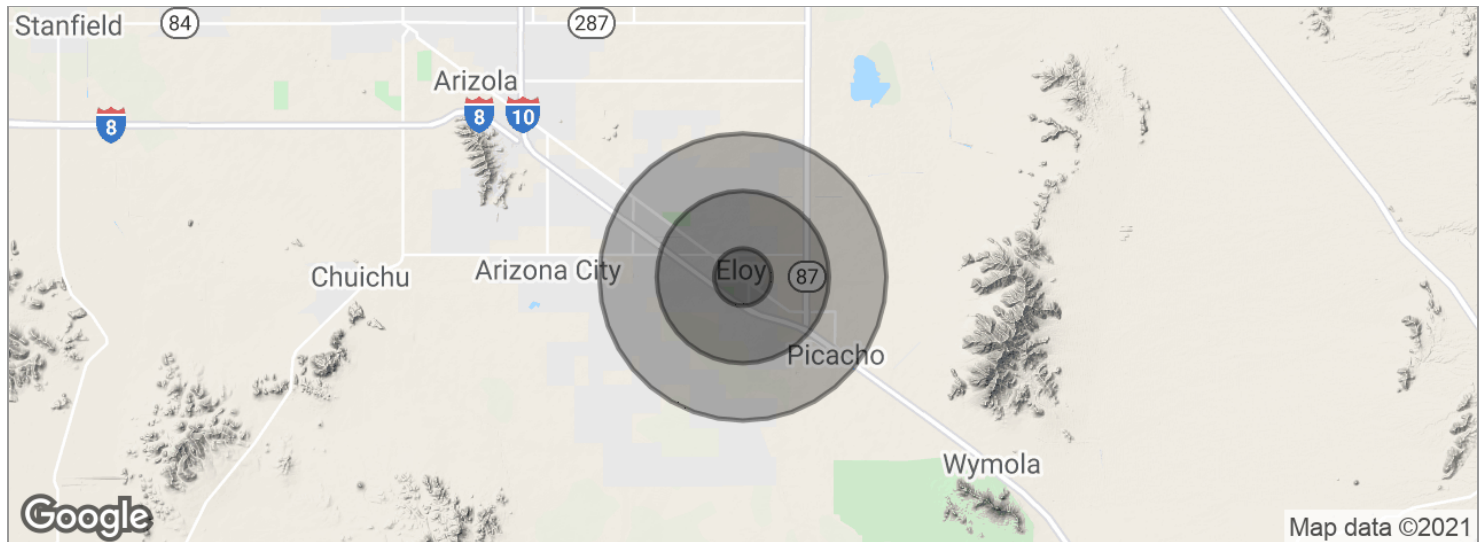 Stanfield
84
287
Arizola
8
8
10
Chuichu
Arizona City
Eloy
87
Picacho
Wymola
Google
Map data ©2021